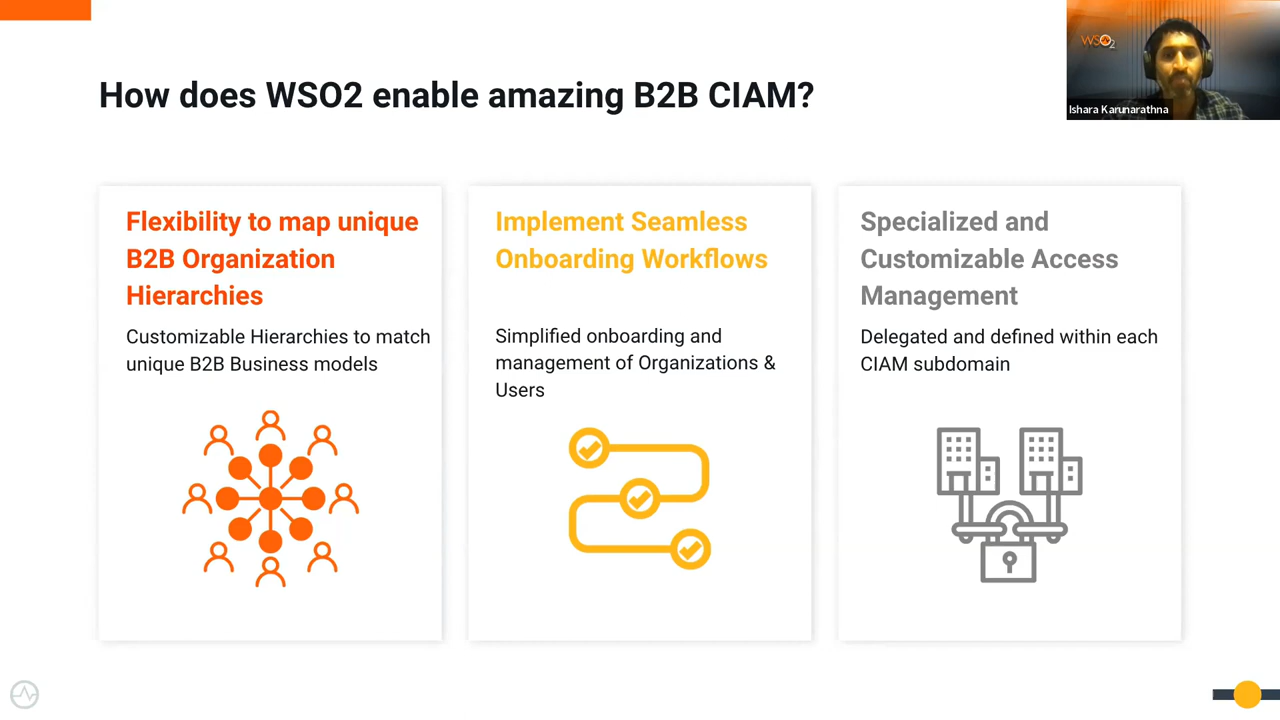 How does WSO2 enable amazing B2B CIAM?
WSO2
Ishara Karunarathna
Flexibility to map unique
B2B Organization
Hierarchies
Customizable Hierarchies to match
unique B2B Business models
Implement Seamless
Onboarding Workflows
Simplified onboarding and
management of Organizations &
Users
Specialized and
Customizable Access
Management
Delegated and defined within each
CIAM subdomain